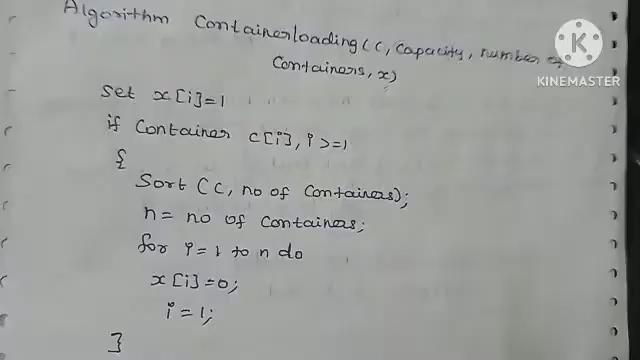 Algorithm Containerloading(C, Capacity, number of
Containers, x)
KINEMASTER
set x[i]=1
if Container c[i], i>=1
{
Sort (C, no of Containers);
n= no of Containers;
for i=1 to n do
x[i]=0;
i=1;
}